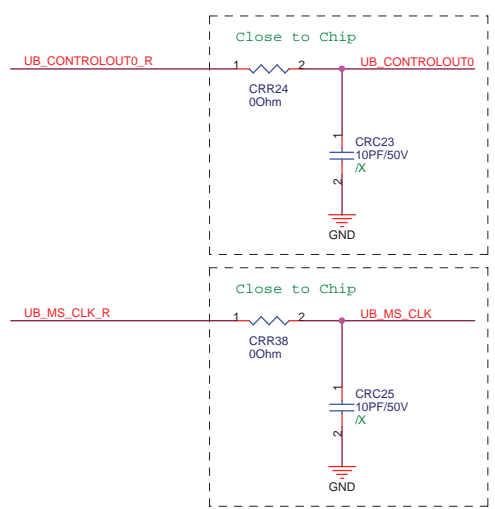 Close to Chip
UB_CONTROLOUT0_R
1
2
UB_CONTROLOUT0
CRR24
0Ohm
1
CRC23
10PF/50V
/X
2
GND
Close to Chip
UB_MS_CLK_R
1
2
UB_MS_CLK
CRR38
0Ohm
1
CRC25
10PF/50V
/X
2
GND